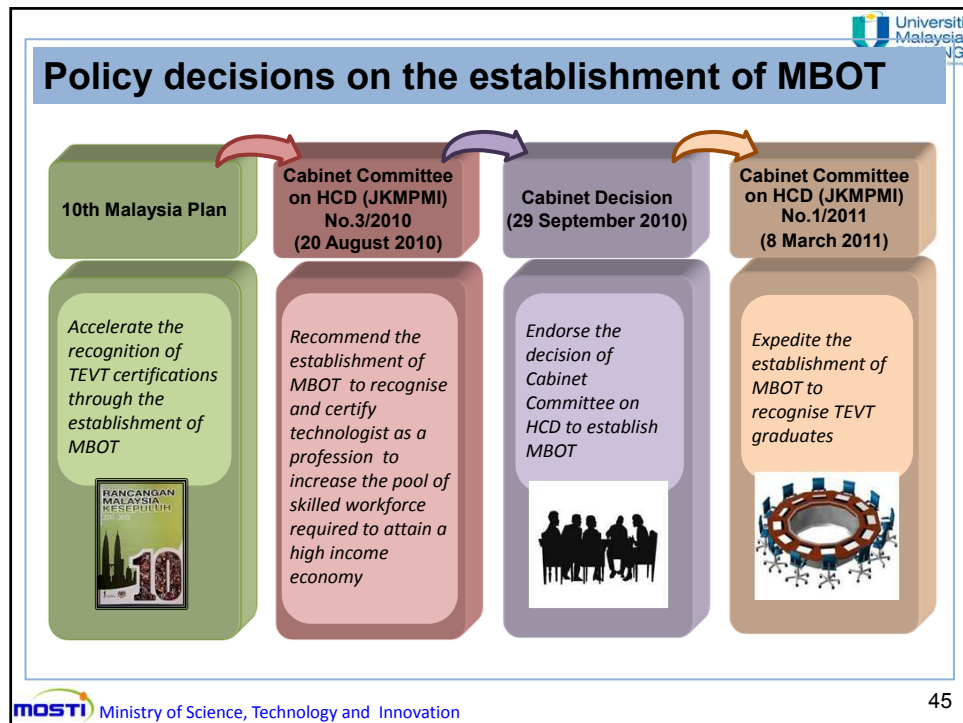 Universiti
Malaysia
NG
Policy decisions on the establishment of MBOT
10th Malaysia Plan
Accelerate the
recognition of
TEVT certifications
through the
establishment of
MBOT
RANCANGAN
MALAYSIA
KESEPULUH
10
Cabinet Committee
on HCD (JKMPMI)
No.3/2010
(20 August 2010)
Recommend the
establishment of
MBOT to recognise
and certify
technologist as a
profession to
increase the pool of
skilled workforce
required to attain a
high income
economy
Cabinet Decision
(29 September 2010)
Endorse the
decision of
Cabinet
Committee on
HCD to establish
MBOT
Cabinet Committee
on HCD (JKMPMI)
No.1/2011
(8 March 2011)
Expedite the
establishment of
MBOT to
recognise TEVT
graduates
MOSTI Ministry of Science, Technology and Innovation
45